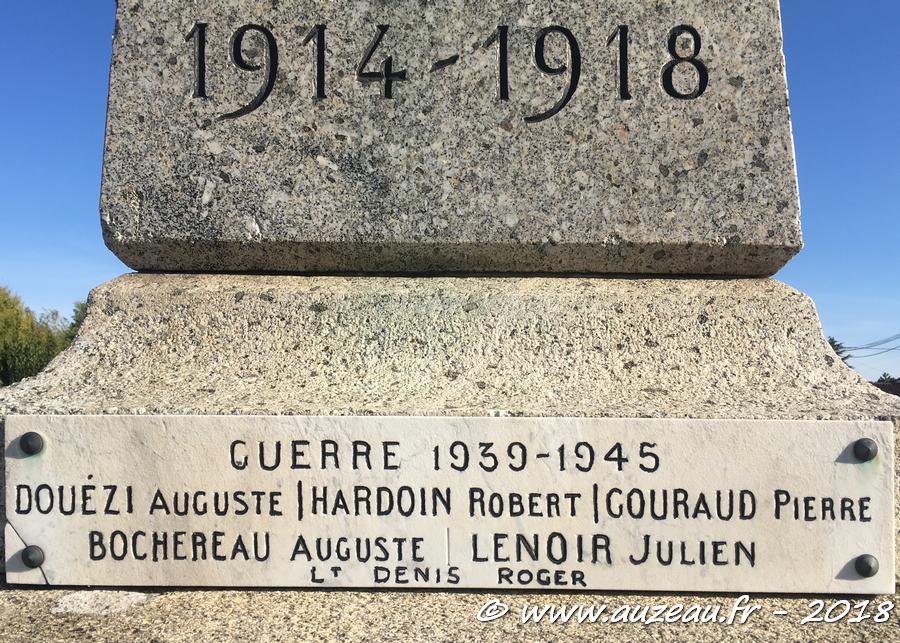 1914-1918
GUERRE 1939-1945
DOUÉZI AUGUSTE | HARDOIN ROBERT | GOURAUD PIERRE
BOCHEREAU AUGUSTE | LENOIR JULIEN
LT DENIS ROGER
© www.auzeau.fr - 2018